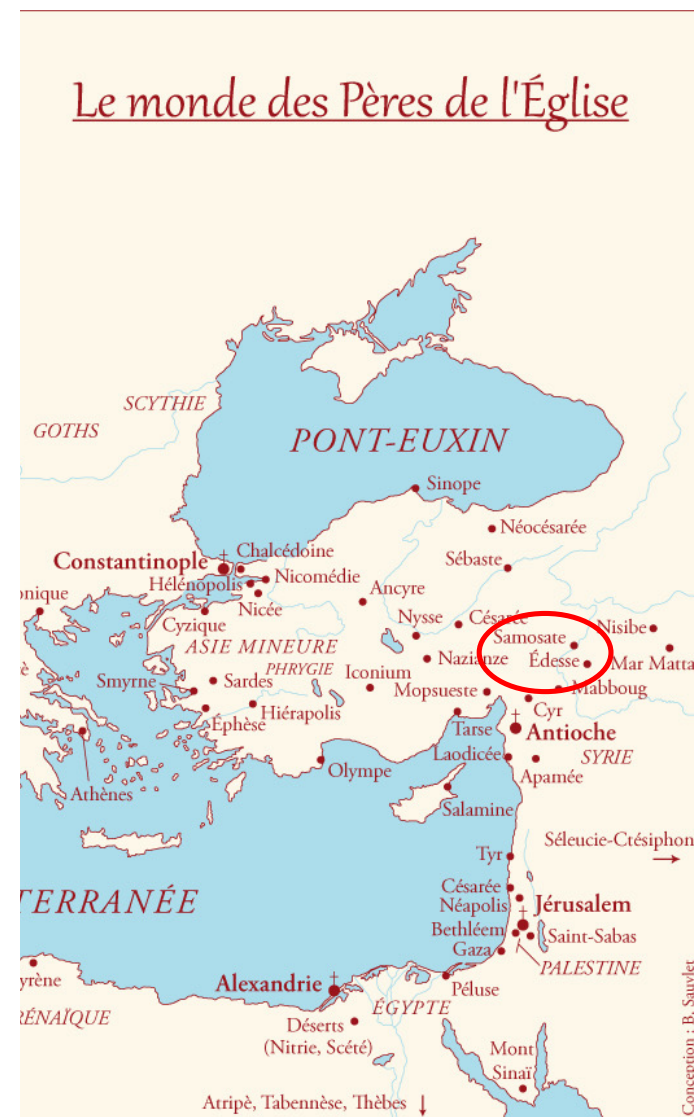 Le monde des Pères de l'Église
SCYTHIE
GOTHS
PONT-EUXIN
Sinope
Néocésarée
Constantinople
Chalcédoine
Sébaste
Hélénopolis
Nicomédie
onique
Nicée
Ancyre
Cyzique
Nysse
Césarée
Samosate
Nisibe
ASIE MINEURE
PHRYGIE
Nazianze
Édesse
Mar Matta
Smyrne
Sardes
Iconium
Mopsueste
Mabboug
Éphèse
Hiérapolis
Cyr
Tarse
Antioche
Laodicée
SYRIE
Olympe
Apamée
Athènes
Salamine
Séleucie-Ctésiphon
Tyr
TERRANÉE
Césarée
Néapolis
Jérusalem
Bethléem
Saint-Sabas
Gaza
PALESTINE
yrène
Alexandrie
Péluse
RÉNAÏQUE
ÉGYPTE
Déserts
(Nitrie, Scété)
Mont
Sinaï
Atripè, Tabennèse, Thèbes
Conception : B. Sauvlet